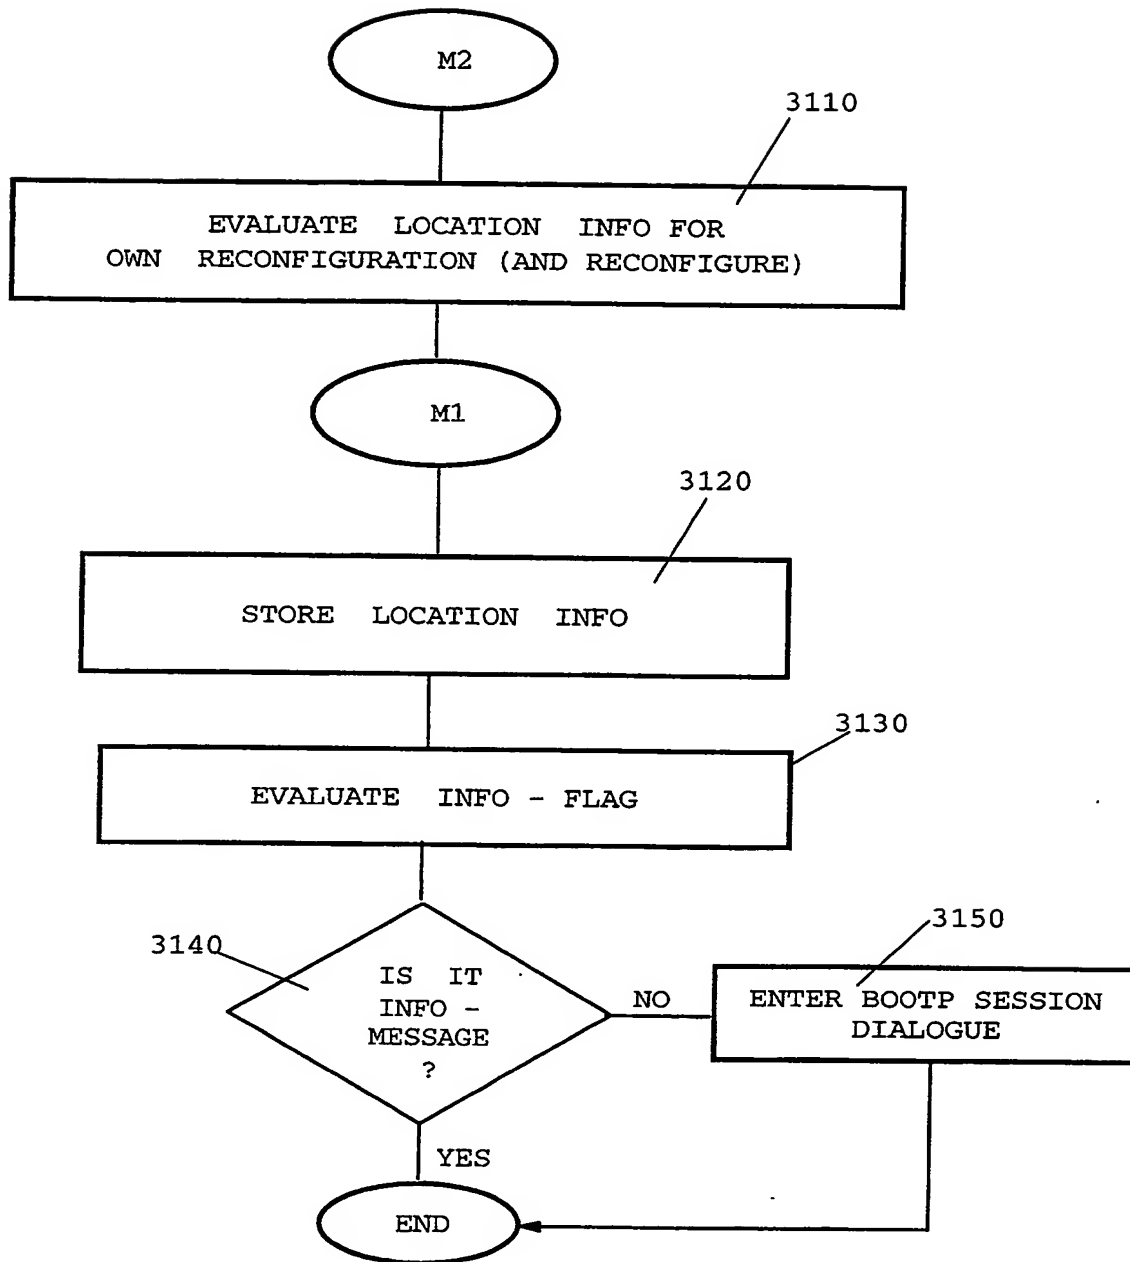 M2
3110
EVALUATE LOCATION INFO FOR
OWN RECONFIGURATION (AND RECONFIGURE)
M1
3120
STORE LOCATION INFO
3130
EVALUATE INFO - FLAG
3140
IS IT
INFO -
MESSAGE
?
NO
3150
ENTER BOOTP SESSION
DIALOGUE
YES
END